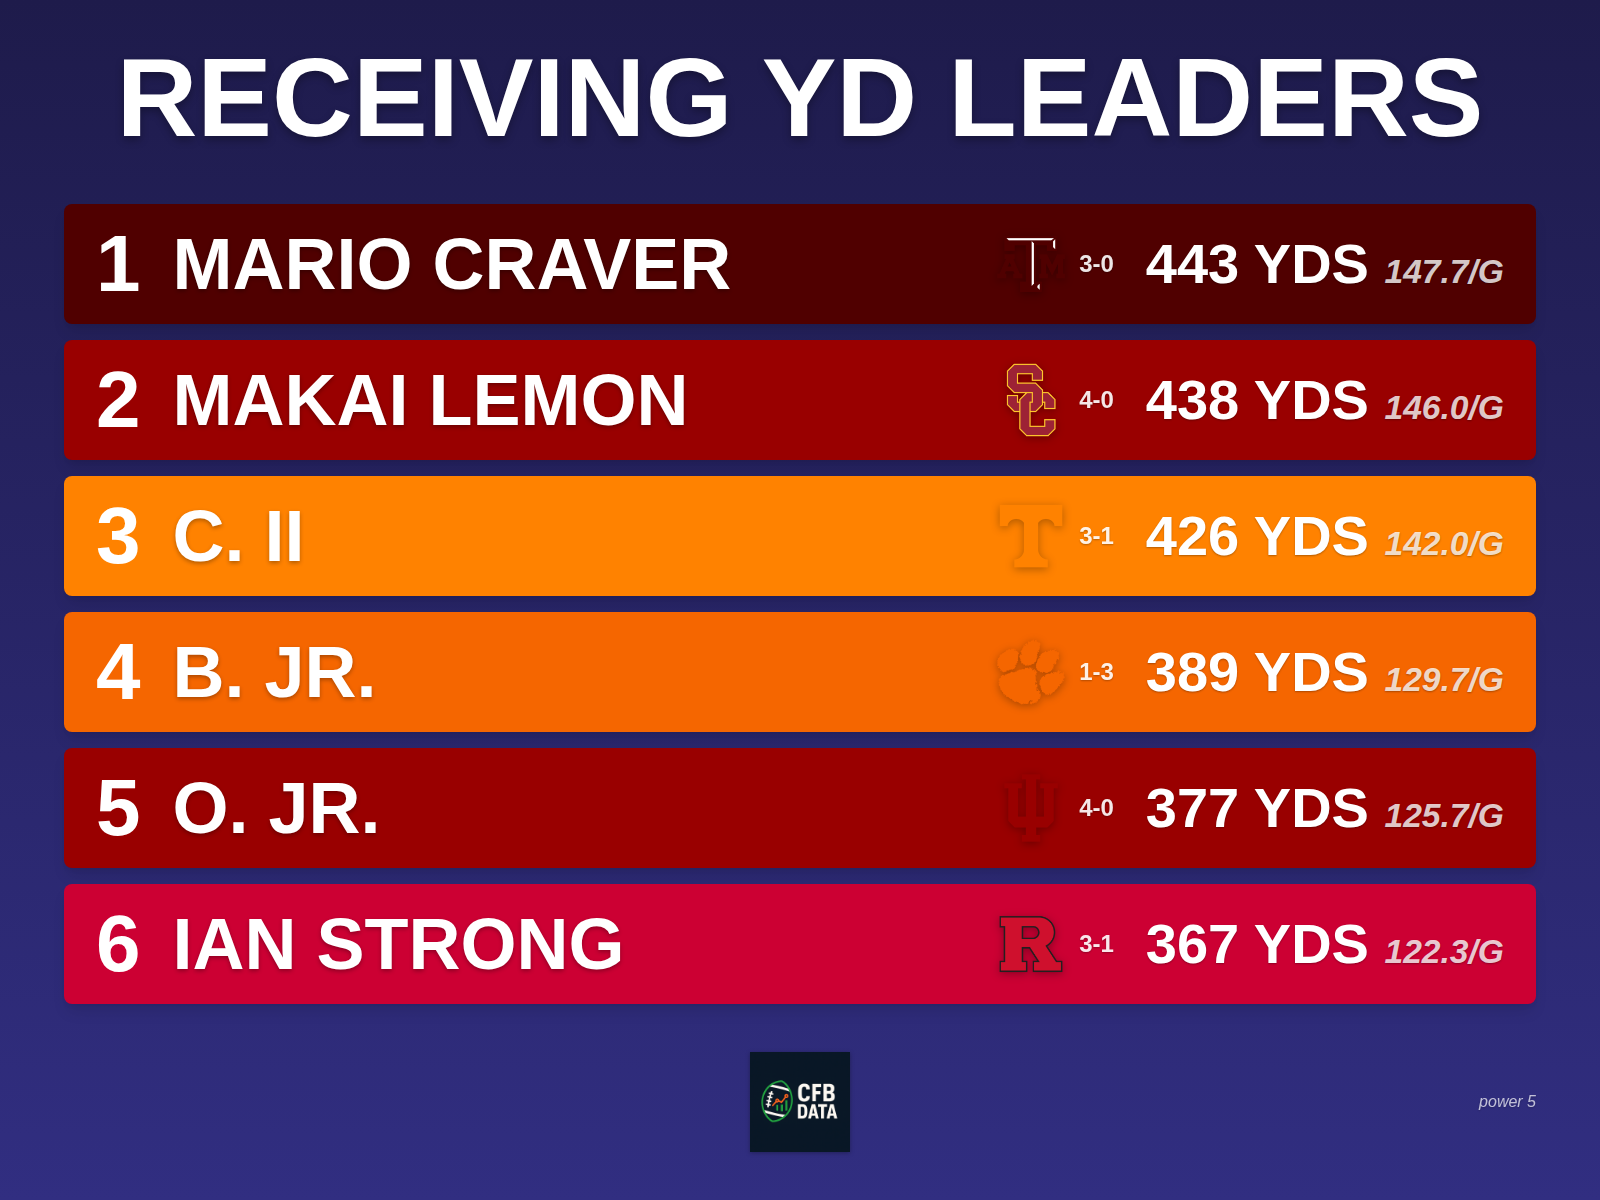 RECEIVING YD LEADERS
1 MARIO CRAVER 3-0 443 YDS 147.7/G
2 MAKAI LEMON SC 4-0 438 YDS 146.0/G
3 C. II T 3-1 426 YDS 142.0/G
4 B. JR. 1-3 389 YDS 129.7/G
5 O. JR. 4-0 377 YDS 125.7/G
6 IAN STRONG R 3-1 367 YDS 122.3/G
CFB
DATA
power 5